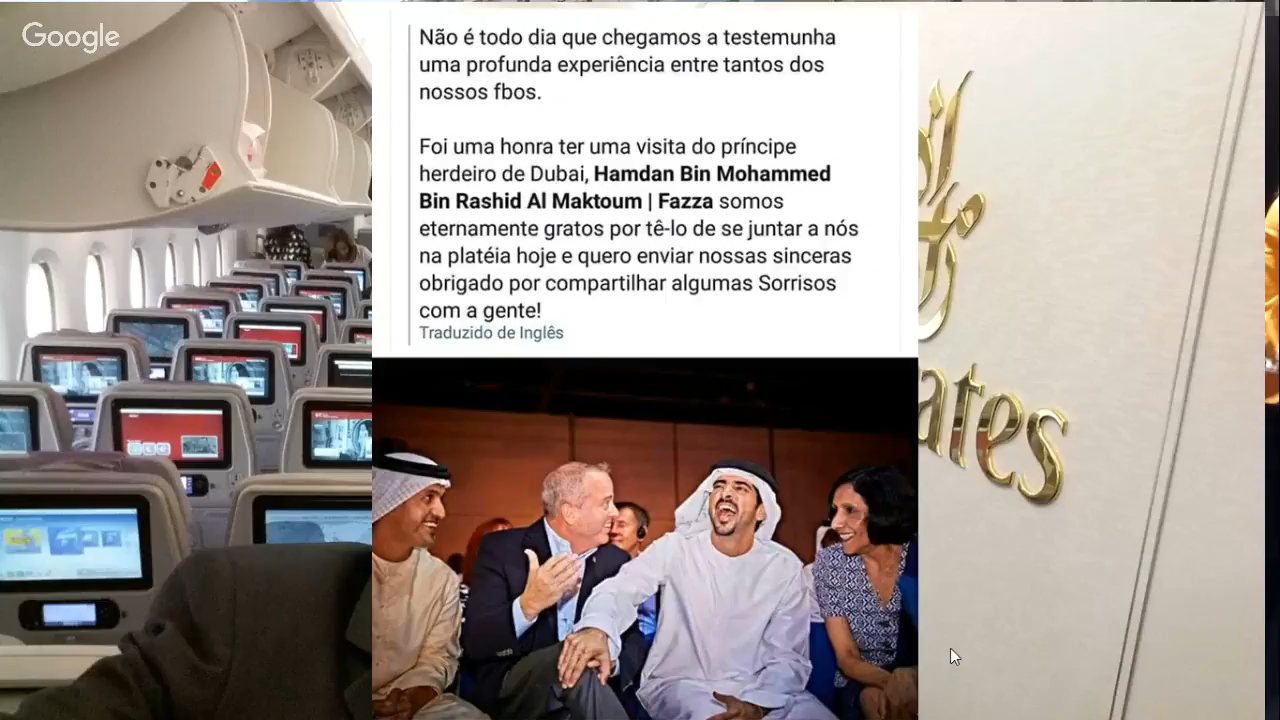 Google
Não é todo dia que chegamos a testemunha
uma profunda experiência entre tantos dos
nossos fbos.
Foi uma honra ter uma visita do príncipe
herdeiro de Dubai, Hamdan Bin Mohammed
Bin Rashid Al Maktoum | Fazza somos
eternamente gratos por tê-lo de se juntar a nós
na platéia hoje e quero enviar nossas sinceras
obrigado por compartilhar algumas Sorrisos
com a gente!
Traduzido de Inglês
ates